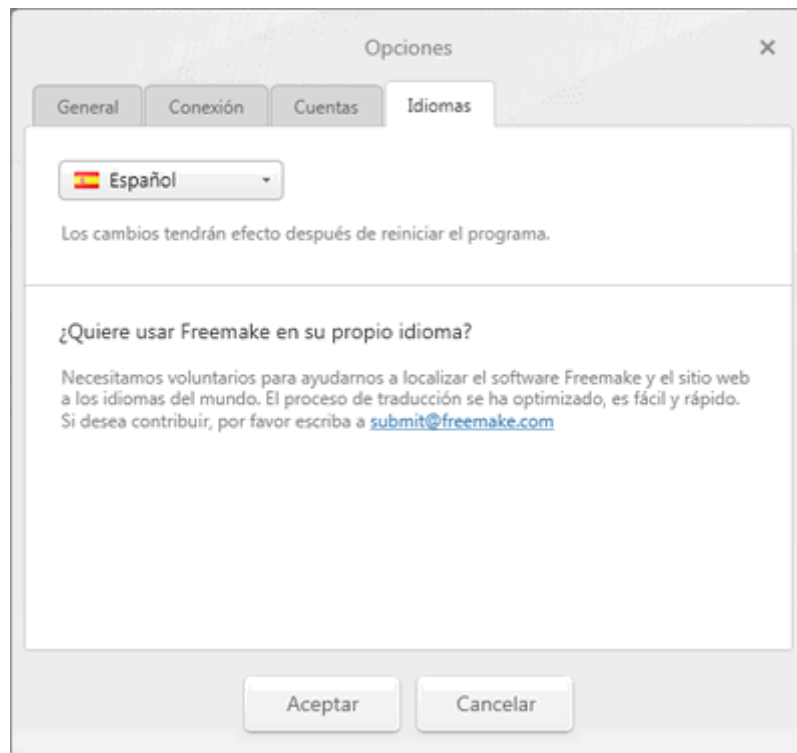 Opciones
General Conexión Cuentas Idiomas
Español
Los cambios tendrán efecto después de reiniciar el programa.
¿Quiere usar Freemake en su propio idioma?
Necesitamos voluntarios para ayudarnos a localizar el software Freemake y el sitio web
a los idiomas del mundo. El proceso de traducción se ha optimizado, es fácil y rápido.
Si desea contribuir, por favor escriba a submit@freemake.com
Aceptar Cancelar